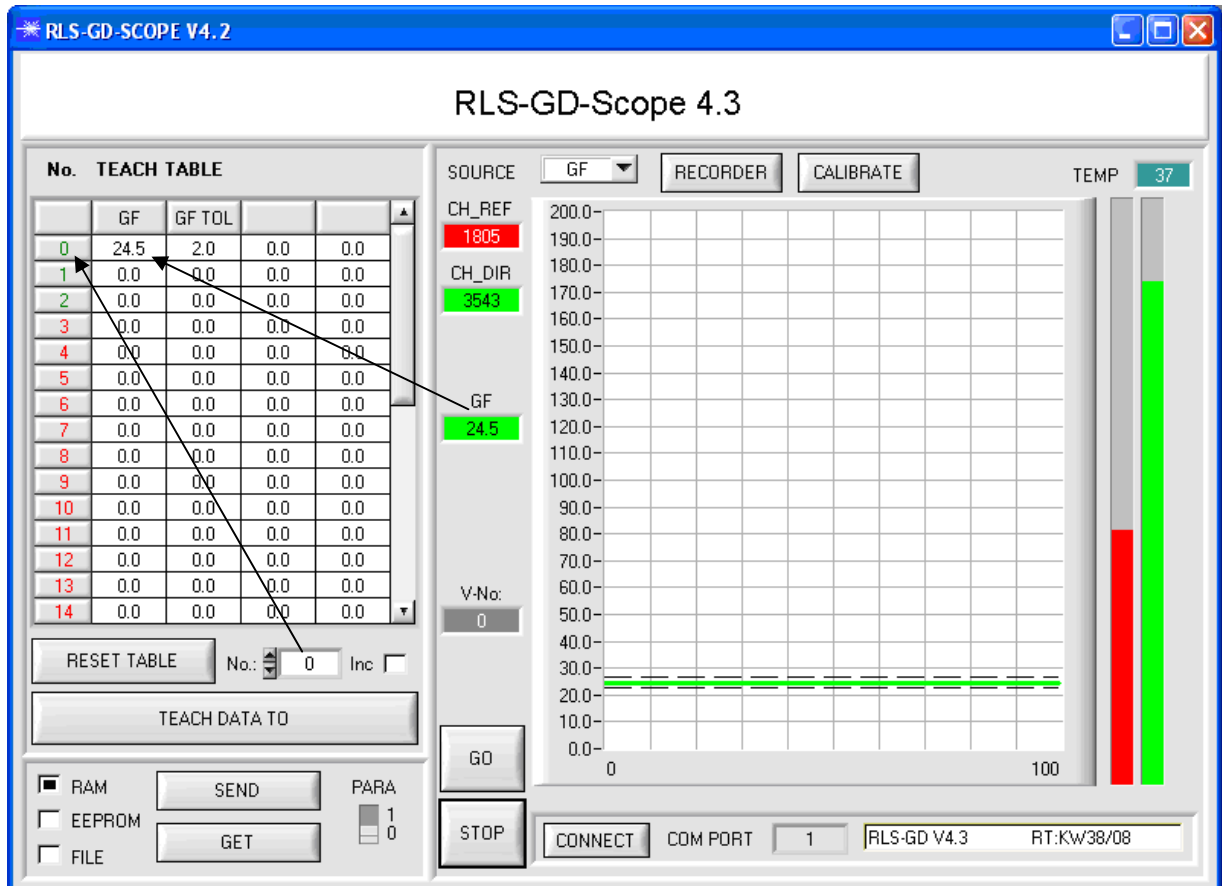 RLS-GD-SCOPE V4.2
RLS-GD-Scope 4.3
No. TEACH TABLE
GF GF TOL
0 24.5 2.0 0.0 0.0
1 0.0 0.0 0.0 0.0
2 0.0 0.0 0.0 0.0
3 0.0 0.0 0.0 0.0
4 0.0 0.0 0.0 0.0
5 0.0 0.0 0.0 0.0
6 0.0 0.0 0.0 0.0
7 0.0 0.0 0.0 0.0
8 0.0 0.0 0.0 0.0
9 0.0 0.0 0.0 0.0
10 0.0 0.0 0.0 0.0
11 0.0 0.0 0.0 0.0
12 0.0 0.0 0.0 0.0
13 0.0 0.0 0.0 0.0
14 0.0 0.0 0.0 0.0
RESET TABLE No.: 0 Inc
TEACH DATA TO
RAM
EEPROM
FILE
SEND
GET
PARA
1
0
SOURCE GF RECORDER CALIBRATE TEMP 37
CH_REF
1805
CH_DIR
3543
GF
24.5
V-No:
0
GO
STOP
200.0
190.0
180.0
170.0
160.0
150.0
140.0
130.0
120.0
110.0
100.0
90.0
80.0
70.0
60.0
50.0
40.0
30.0
20.0
10.0
0.0
0 100
CONNECT COM PORT 1 RLS-GD V4.3 RT:KW38/08